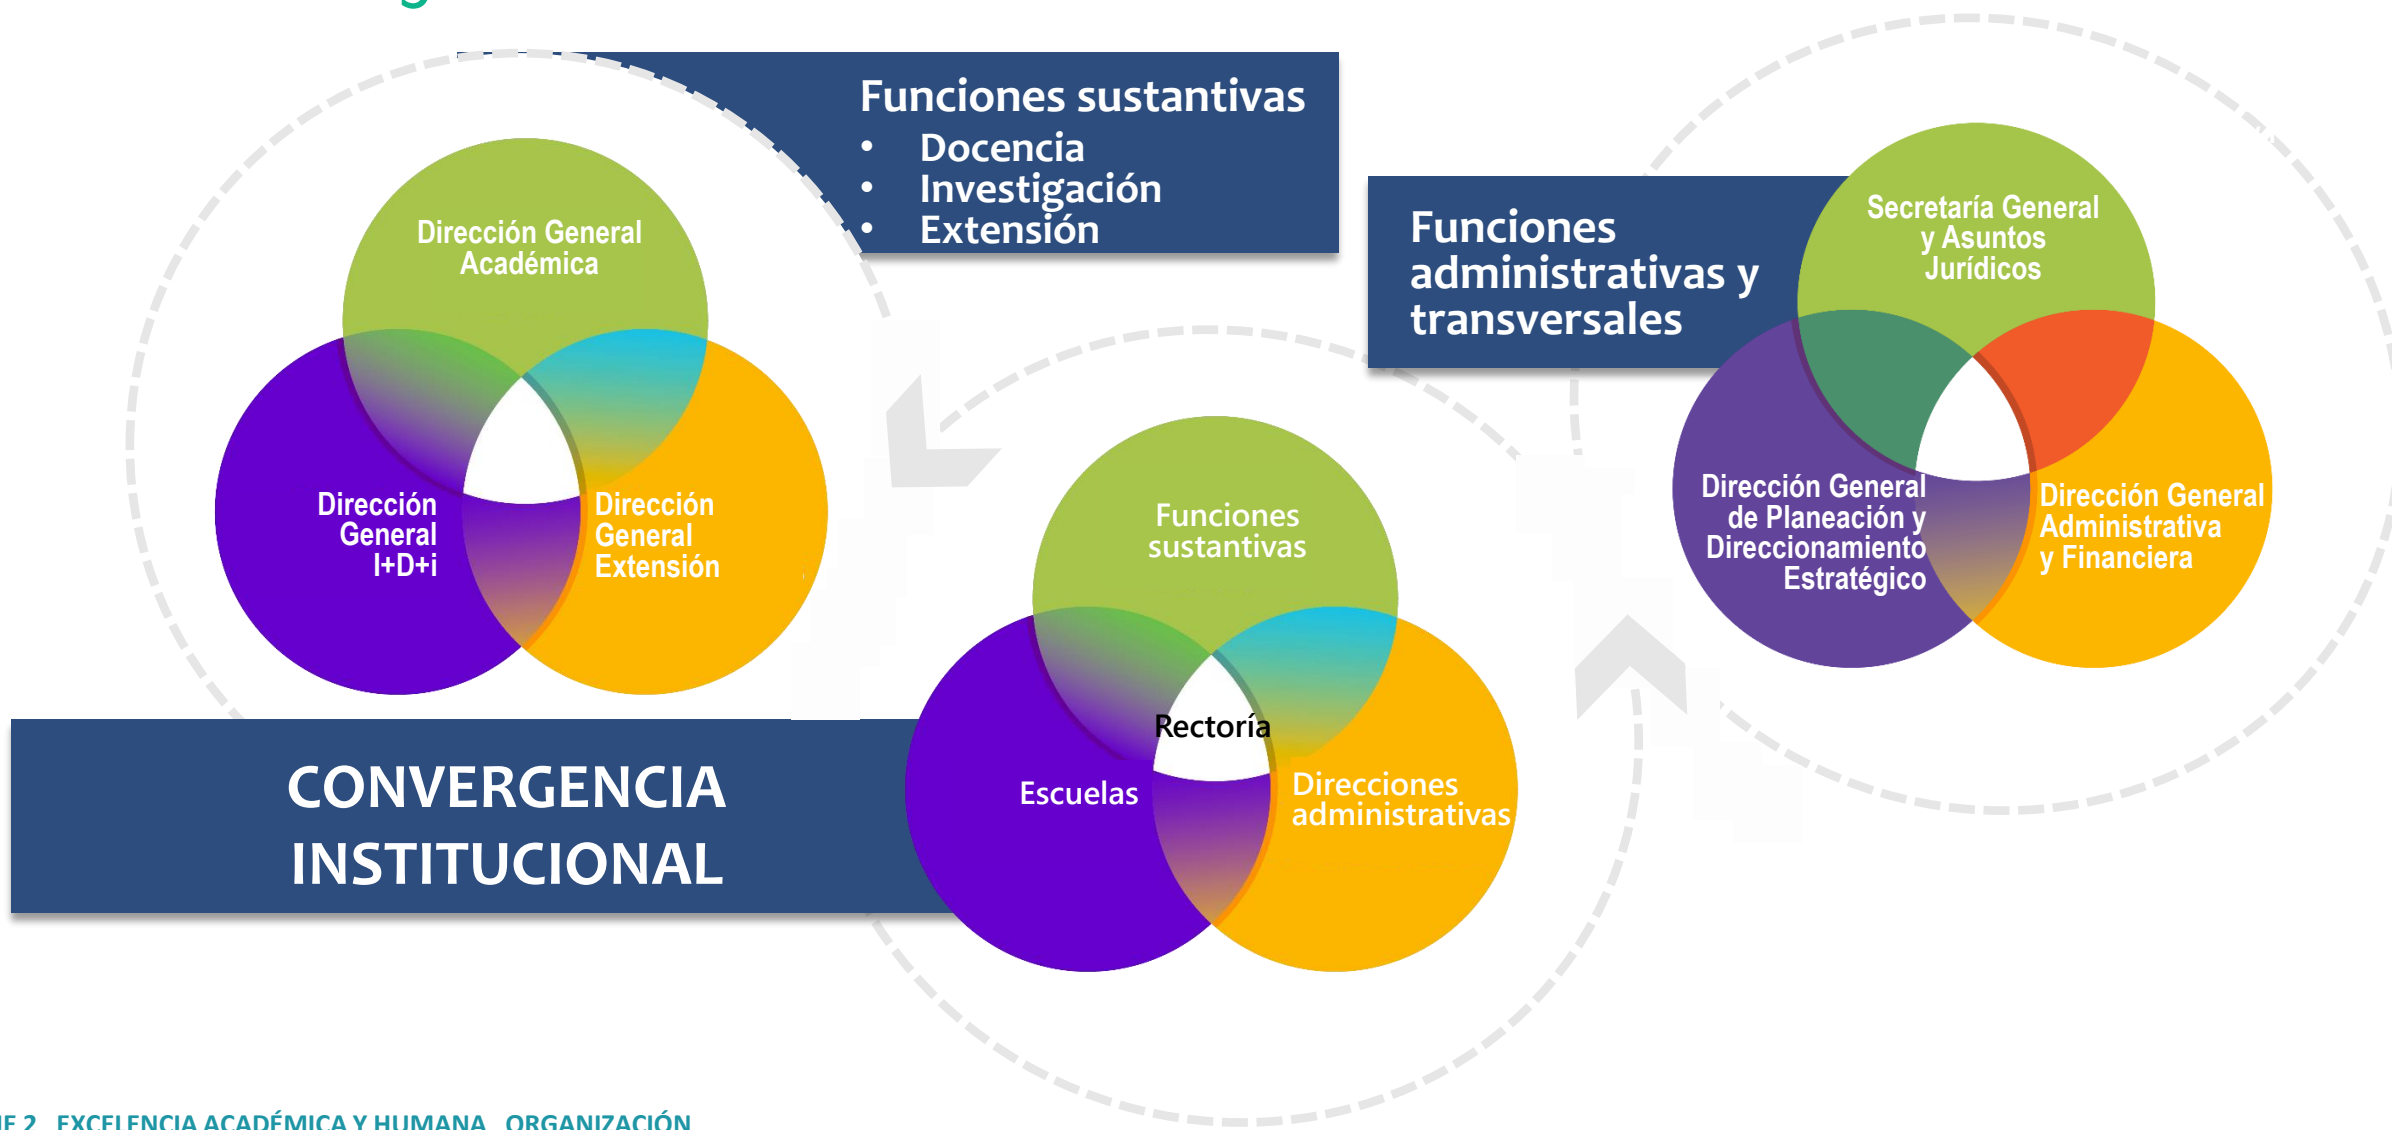 Funciones sustantivas
• Docencia
• Investigación
• Extensión
Dirección General
Académica
Dirección
General
I+D+i
Dirección
General
Extensión
Funciones
administrativas y
transversales
Secretaría General
y Asuntos
Jurídicos
Dirección General
de Planeación y
Direccionamiento
Estratégico
Dirección General
Administrativa
y Financiera
Funciones
sustantivas
Rectoría
Escuelas
Direcciones
administrativas
CONVERGENCIA
INSTITUCIONAL
2 EXCELENCIA ACADÉMICA Y HUMANA ORGANIZACIÓN